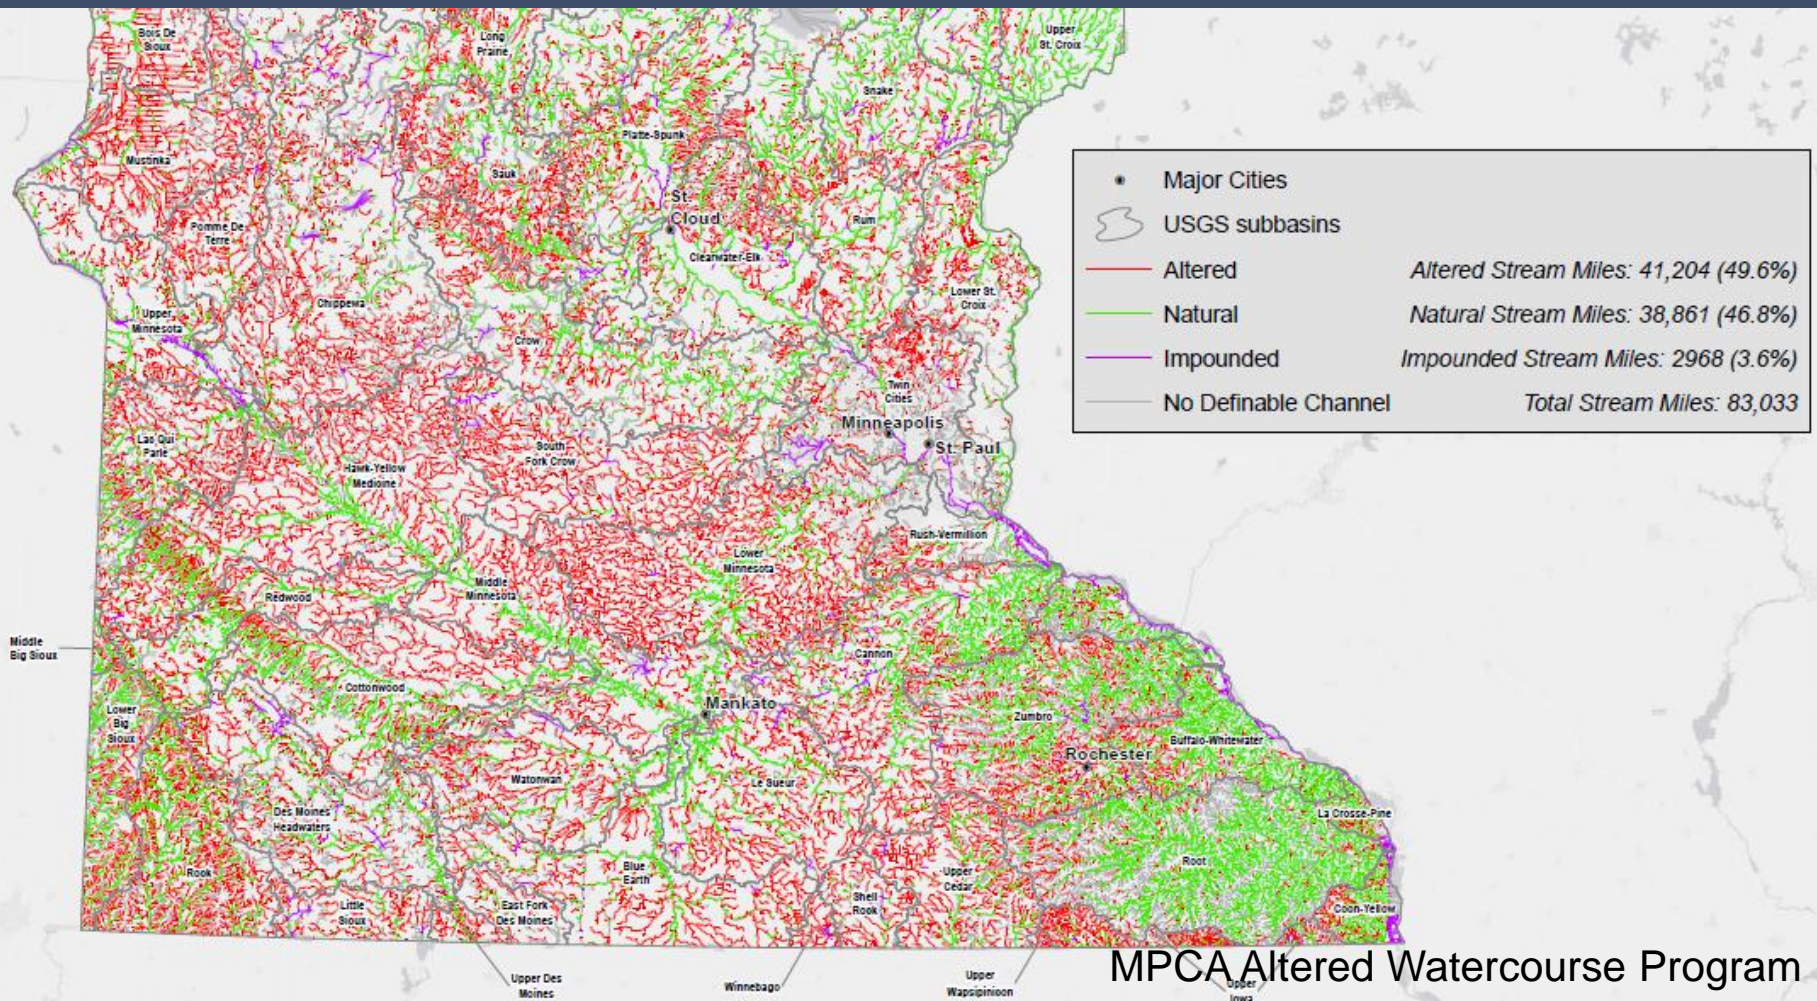 Bois De
Sioux
Long
Prairie
Upper
St. Croix
Snake
Platte-Spunk
Mustinka
Sauk
St.
Cloud
Rum
Pomme De
Terre
Clearwater-Elk
Lower St.
Croix
Chippewa
Upper
Minnesota
Crow
Twin
Cities
Minneapolis
St. Paul
Lac Qui
Parle
South
Fork Crow
Hawk-Yellow
Medicine
Rush-Vermillion
Lower
Minnesota
Middle
Minnesota
Redwood
Middle
Big Sioux
Cannon
Cottonwood
Mankato
Lower
Big
Sioux
Zumbro
Buffalo-Whitewater
Rochester
Watonwan
Le Sueur
Des Moines
Headwaters
La Crosse-Pine
Root
Rock
Blue
Earth
Upper
Cedar
Shell
Rock
Little
Sioux
East Fork
Des Moines
Coon-Yellow
Upper Des
Moines
Winnebago
Upper
Wapsipinicon
Upper
Iowa
Major Cities
USGS subbasins
Altered Altered Stream Miles: 41,204 (49.6%)
Natural Natural Stream Miles: 38,861 (46.8%)
Impounded Impounded Stream Miles: 2968 (3.6%)
No Definable Channel Total Stream Miles: 83,033
MPCA Altered Watercourse Program